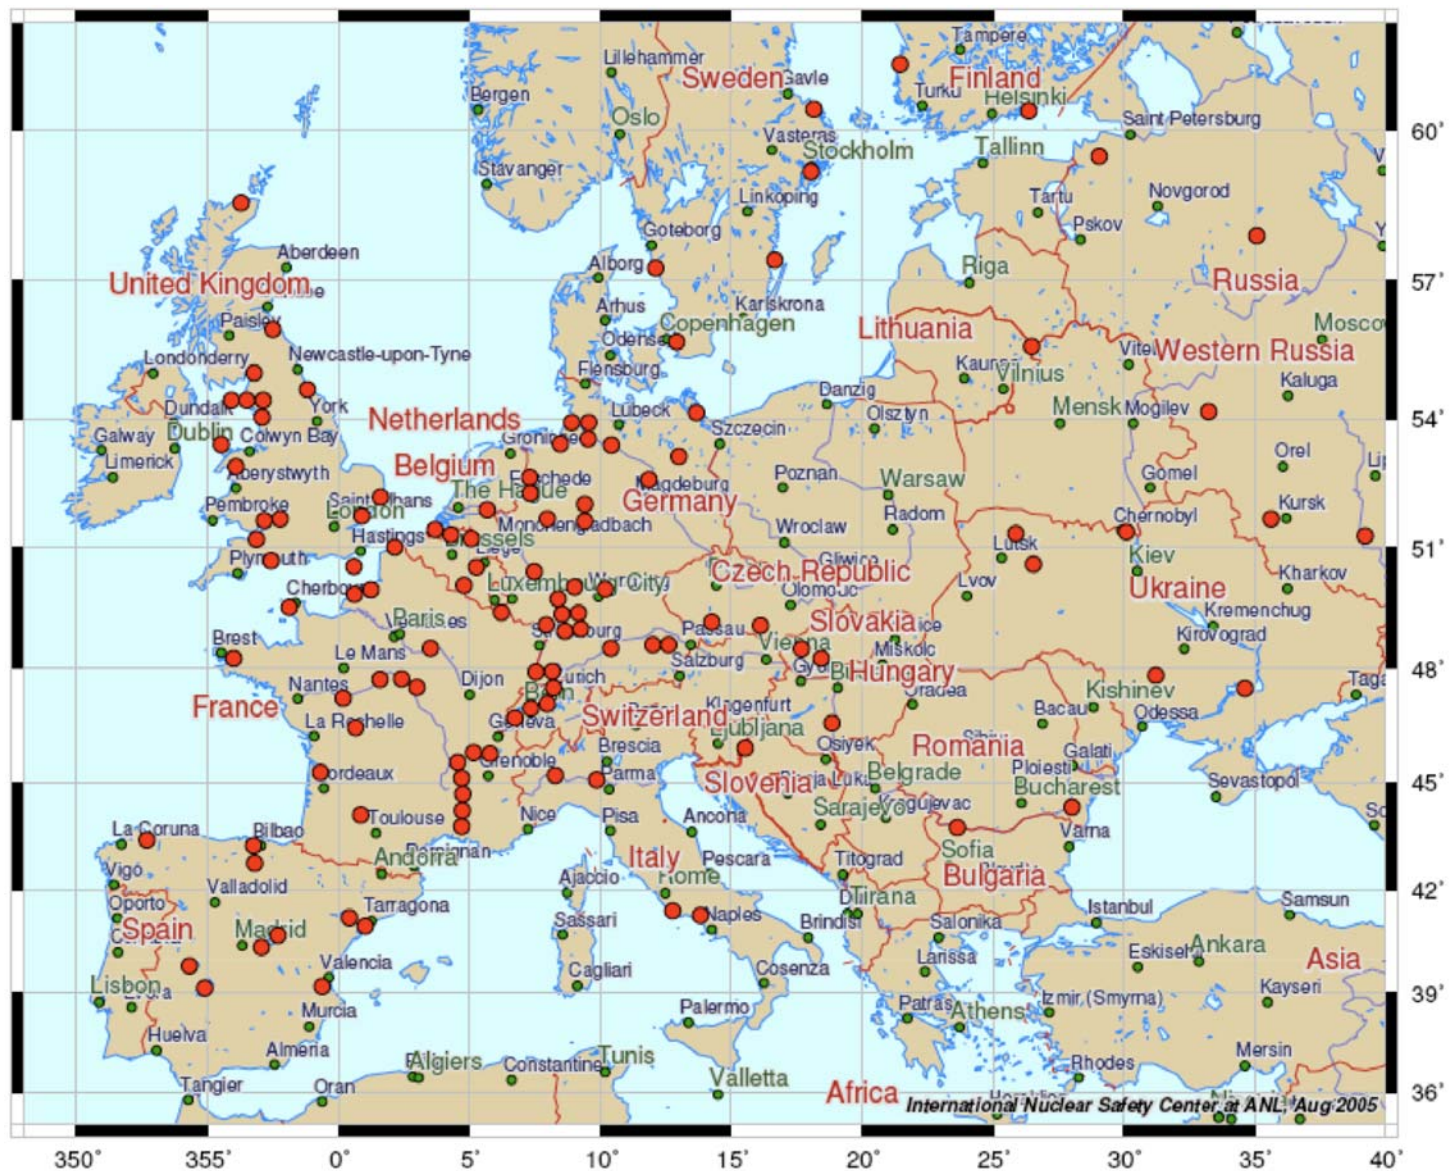 Tampere
Lillehammer
Sweden
Gavle
Finland
Bergen
Turku
Helsinki
Oslo
Saint Petersburg
60°
Vasteras
Stockholm
Tallinn
Stavanger
Linkoping
Tartu
Novgorod
Goteborg
Pskov
Aberdeen
Alborg
Riga
57°
United Kingdom
Russia
Arhus
Karlskrona
Paisley
Copenhagen
Lithuania
Moscow
Odense
Londonderry
Newcastle-upon-Tyne
Western Russia
Flensburg
Vilnius
Kaluga
Danzig
York
Netherlands
Lubeck
Olsztyn
Mensk
Mogilev
54°
Dundalk
Dublin
Colwyn Bay
Galway
Szczecin
Limerick
Belgium
Orel
Aberystwyth
Poznan
Warsaw
Gomel
The Hague
Magdeburg
Germany
Pembroke
London
Radom
Kursk
Monchengladbach
Wroclaw
Chernobyl
Hastings
Brussels
Lutsk
51°
Plymouth
Liege
Gliwice
Kiev
Czech Republic
Luxembourg City
Lvov
Kharkov
Cherbourg
Olomouc
Ukraine
Paris
Slovakia
Kremenchug
Strasbourg
Passau
Kirovograd
Brest
Vienna
Le Mans
Salzburg
Miskolc
48°
Nantes
Dijon
Zurich
Hungary
Kishinev
France
Bern
Klagenfurt
Oradea
Bacau
Odessa
La Rochelle
Geneva
Switzerland
Ljubljana
Romania
Brescia
Osiyek
Galati
Grenoble
Parma
Slovenia
Banja Luka
Belgrade
Ploiesti
Sevastopol
Bordeaux
Bucharest
45°
Toulouse
Nice
Pisa
Ancona
Sarajevo
Kragujevac
Varna
La Coruna
Bilbao
Perpignan
Andorra
Italy
Pescara
Titograd
Sofia
Bulgaria
Vigo
Valladolid
Ajaccio
Rome
42°
Oporto
Tarragona
Tirana
Samsun
Spain
Madrid
Sassari
Naples
Brindisi
Salonika
Istanbul
Valencia
Eskisehir
Ankara
Asia
Lisbon
Evora
Cagliari
Cosenza
Larissa
Kayseri
39°
Murcia
Palermo
Patras
Athens
Izmir (Smyrna)
Huelva
Almeria
Algiers
Constantine
Tunis
Mersin
Tangier
Oran
Valletta
Rhodes
Africa
36°
International Nuclear Safety Center at ANL, Aug 2005
350° 355° 0° 5° 10° 15° 20° 25° 30° 35° 40°